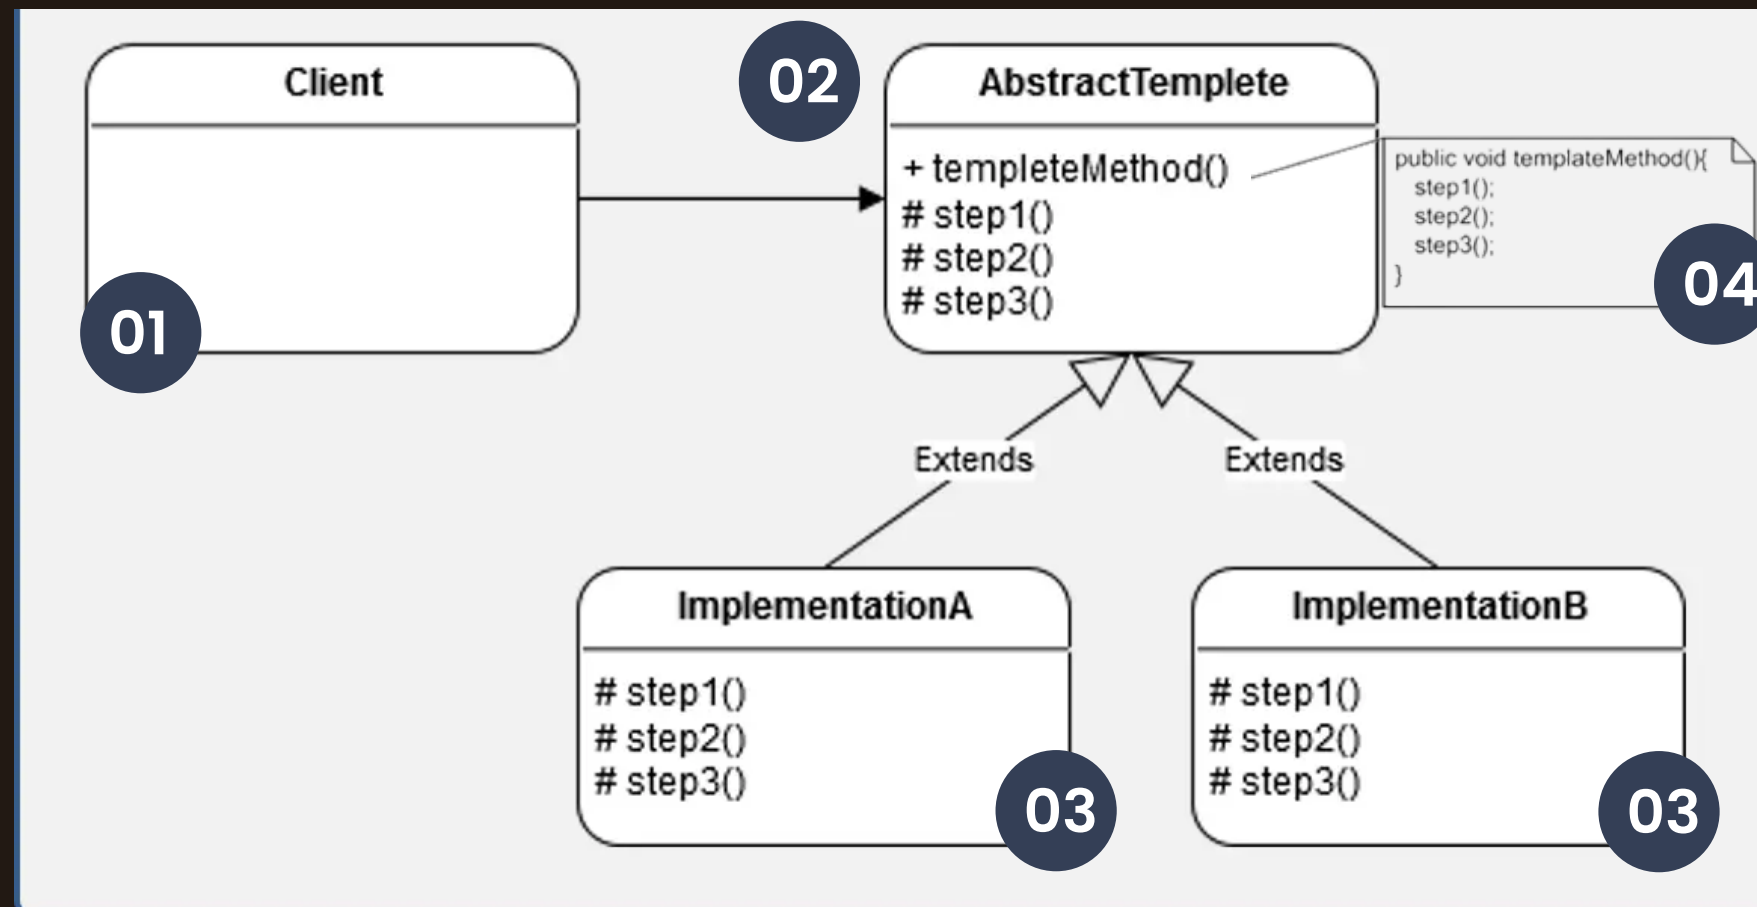 Client
01
02
AbstractTemplete
+ templeteMethod()
# step1()
# step2()
# step3()
public void templateMethod(){
step1();
step2();
step3();
}
04
Extends
Extends
ImplementationA
# step1()
# step2()
# step3()
03
ImplementationB
# step1()
# step2()
# step3()
03